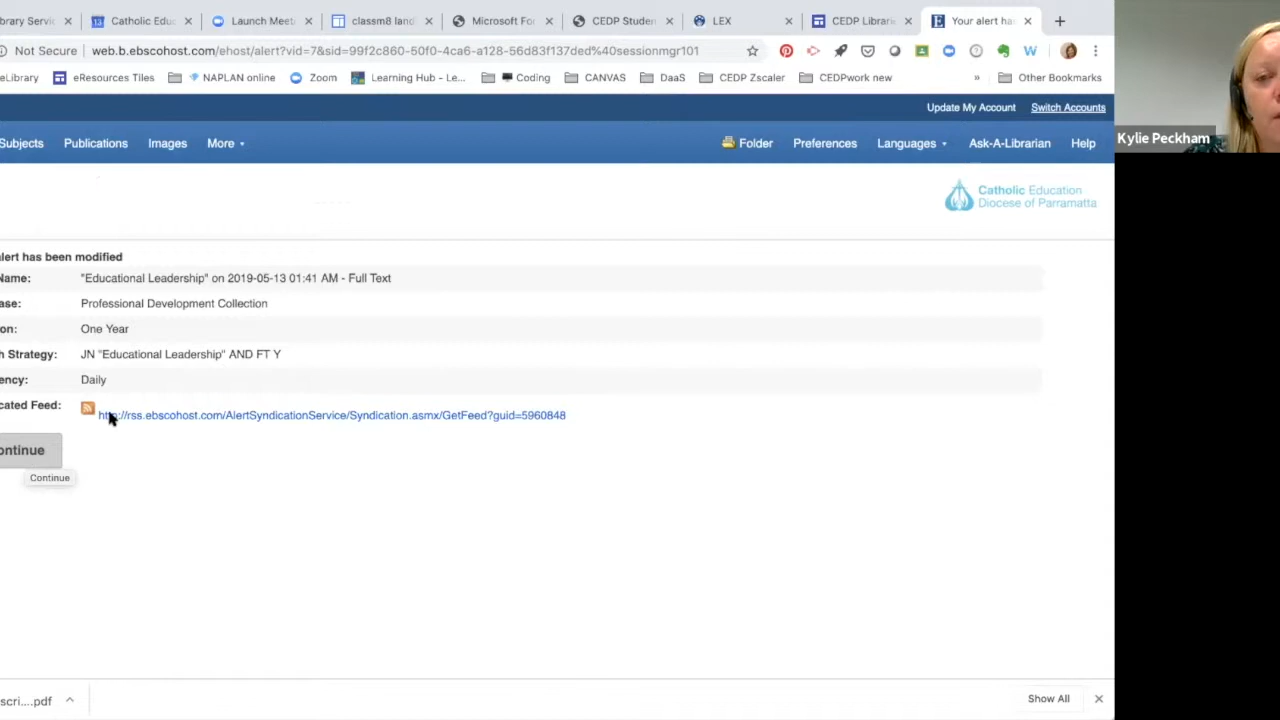 brary Servic
Catholic Educ
Launch Meeti
classm8 land
Microsoft For
CEDP Studen
LEX
CEDP Librari
Your alert ha
Not Secure
web.b.ebscohost.com/ehost/alert?vid=7&sid=99f2c860-50f0-4ca6-a128-56d83f137ded%40sessionmgr101
eLibrary
eResources Tiles
NAPLAN online
Zoom
Learning Hub - Le...
Coding
CANVAS
DaaS
CEDP Zscaler
CEDPwork new
»
Other Bookmarks
Update My Account
Switch Accounts
Subjects
Publications
Images
More
Folder
Preferences
Languages
Ask-A-Librarian
Help
Kylie Peckham
Catholic Education
Diocese of Parramatta
alert has been modified
Name: "Educational Leadership" on 2019-05-13 01:41 AM - Full Text
ase: Professional Development Collection
on: One Year
h Strategy: JN "Educational Leadership" AND FT Y
ency: Daily
cated Feed: http://rss.ebscohost.com/AlertSyndicationService/Syndication.asmx/GetFeed?guid=5960848
ontinue
Continue
scri....pdf
Show All